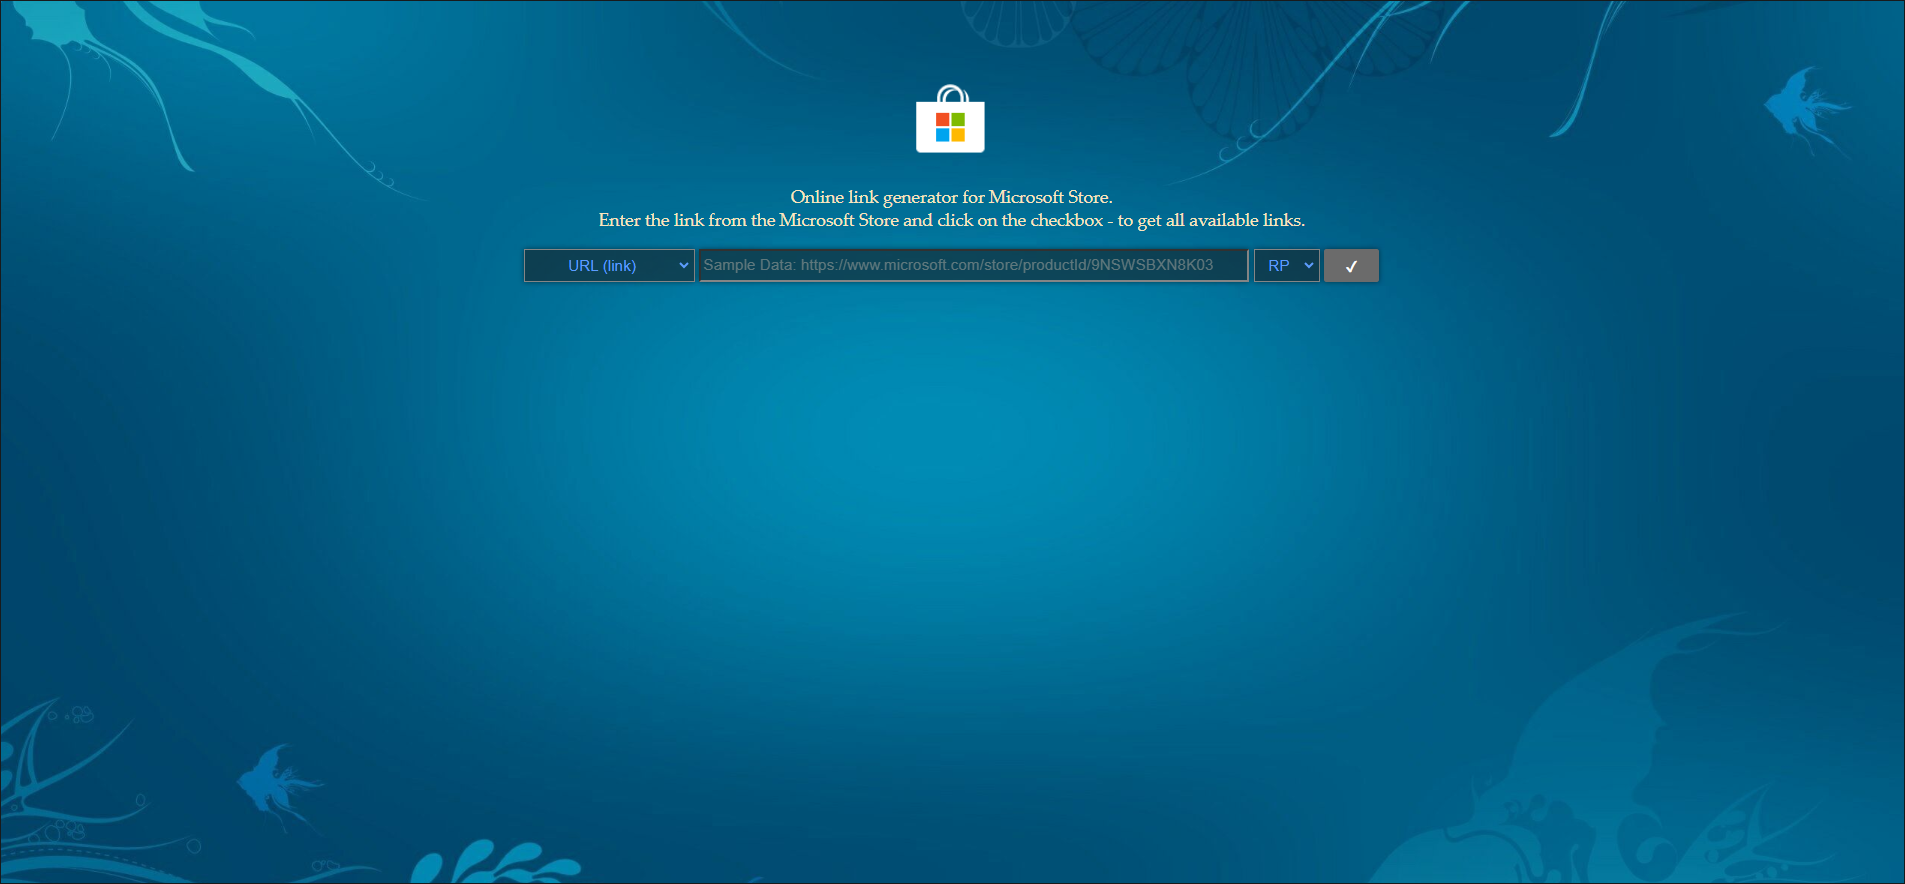 Online link generator for Microsoft Store.
Enter the link from the Microsoft Store and click on the checkbox - to get all available links.
URL (link) Sample Data: https://www.microsoft.com/store/productId/9NSWSBXN8K03 RP ✓